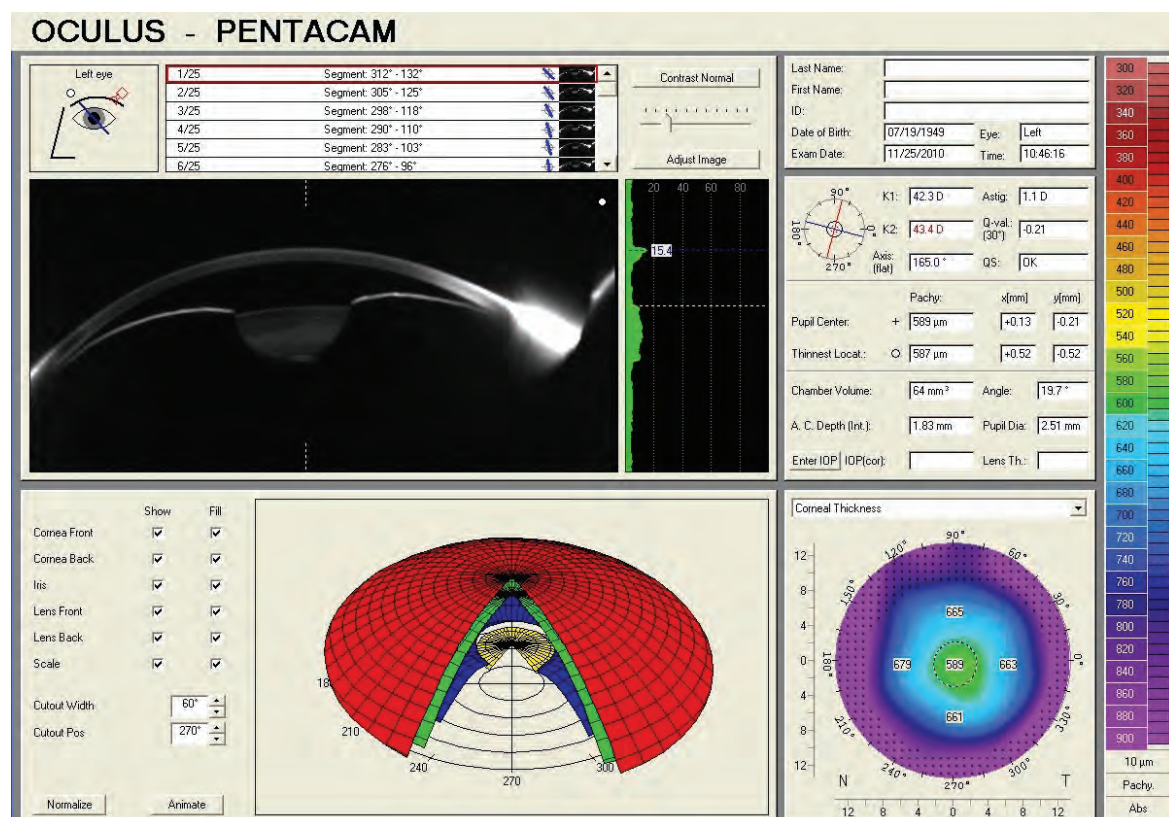 OCULUS - PENTACAM
Left eye
1/25 Segment: 312° - 132°
2/25 Segment: 305° - 125°
3/25 Segment: 298° - 118°
4/25 Segment: 290° - 110°
5/25 Segment: 283° - 103°
6/25 Segment: 276° - 96°
Contrast Normal
Adjust Image
20 40 60 80
15.4
Last Name:
First Name:
ID:
Date of Birth: 07/19/1949 Eye: Left
Exam Date: 11/25/2010 Time: 10:46:16
90°
180°
0°
270°
K1: 42.3 D Astig: 1.1 D
K2: 43.4 D Q-val.: (30°) -0.21
Axis: (flat) 165.0° QS: OK
Pachy: x[mm] y[mm]
Pupil Center: + 589 µm +0.13 -0.21
Thinnest Locat.: O 587 µm +0.52 -0.52
Chamber Volume: 64 mm³ Angle: 19.7°
A. C. Depth (Int.): 1.83 mm Pupil Dia: 2.51 mm
Enter IOP IOP(cor): Lens Th.:
Show Fill
Cornea Front
Cornea Back
Iris
Lens Front
Lens Back
Scale
Cutout Width 60°
Cutout Pos 270°
Normalize Animate
18
210
240
270
300
Corneal Thickness
90°
120° 60°
150° 30°
180° 0°
210° 330°
240° 300°
270°
12
8
4
0
4
8
12
665
679 589 663
661
N T
12 8 4 0 4 8 12
300
320
340
360
380
400
420
440
460
480
500
520
540
560
580
600
620
640
660
680
700
720
740
760
780
800
820
840
860
880
900
10 µm
Pachy.
Abs